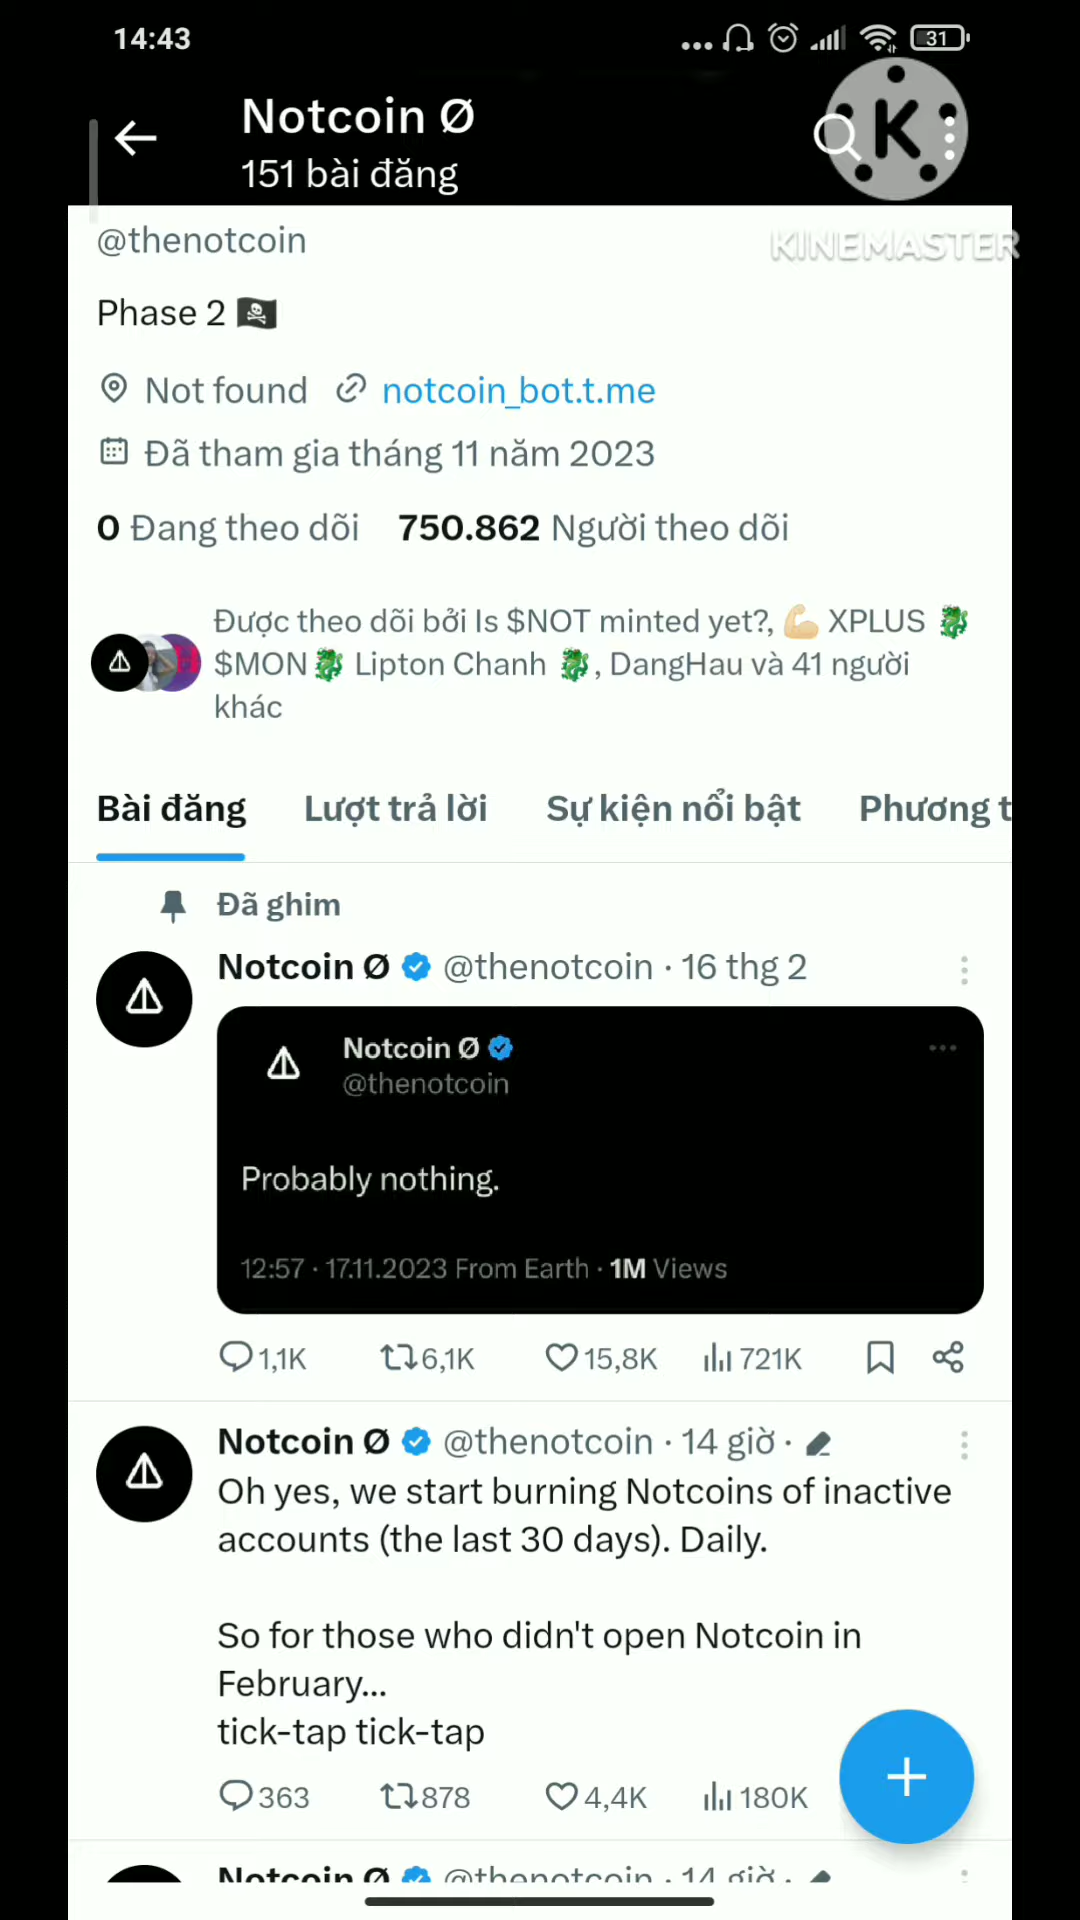 14:43
31
Notcoin Ø
151 bài đăng
K
KINEMASTER
@thenotcoin
Phase 2 🏴‍☠️
Not found notcoin_bot.t.me
Đã tham gia tháng 11 năm 2023
0 Đang theo dõi 750.862 Người theo dõi
Được theo dõi bởi Is $NOT minted yet?, 💪🏼 XPLUS 🐉
$MON🐉 Lipton Chanh 🐉, DangHau và 41 người
khác
Bài đăng Lượt trả lời Sự kiện nổi bật Phương t
Đã ghim
Notcoin Ø @thenotcoin · 16 thg 2
Notcoin Ø
@thenotcoin
Probably nothing.
12:57 · 17.11.2023 From Earth · 1M Views
1,1K 6,1K 15,8K 721K
Notcoin Ø @thenotcoin · 14 giờ ·
Oh yes, we start burning Notcoins of inactive
accounts (the last 30 days). Daily.
So for those who didn't open Notcoin in
February...
tick-tap tick-tap
363 878 4,4K 180K
Notcoin Ø @thenotcoin · 14 giờ ·